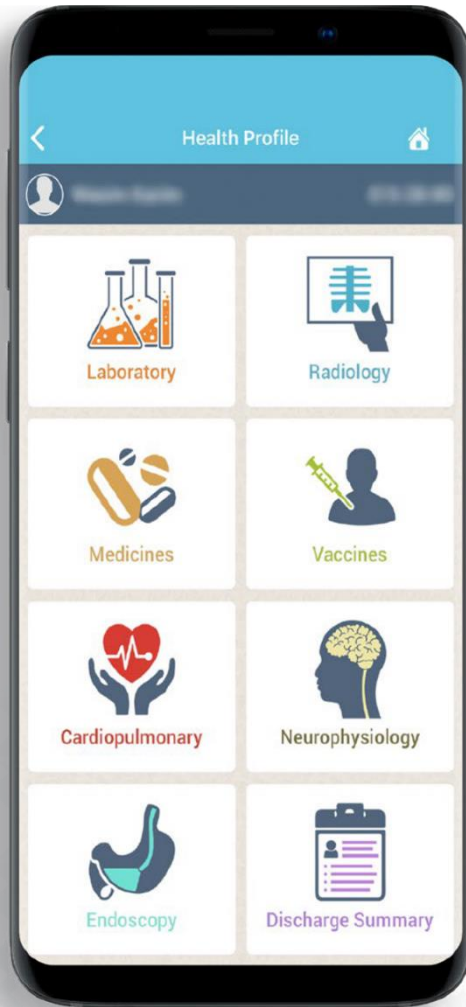 Health Profile
Laboratory
Radiology
Medicines
Vaccines
Cardiopulmonary
Neurophysiology
Endoscopy
Discharge Summary